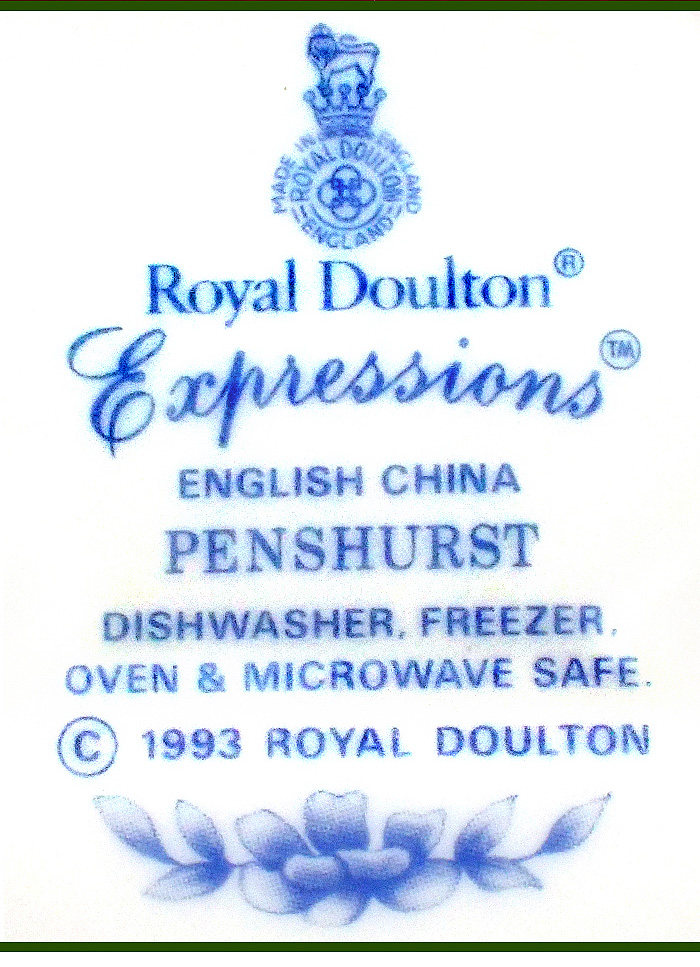 MADE IN ENGLAND
ROYAL DOULTON
ENGLAND
Royal Doulton®
Expressions™
ENGLISH CHINA
PENSHURST
DISHWASHER, FREEZER,
OVEN & MICROWAVE SAFE.
© 1993 ROYAL DOULTON